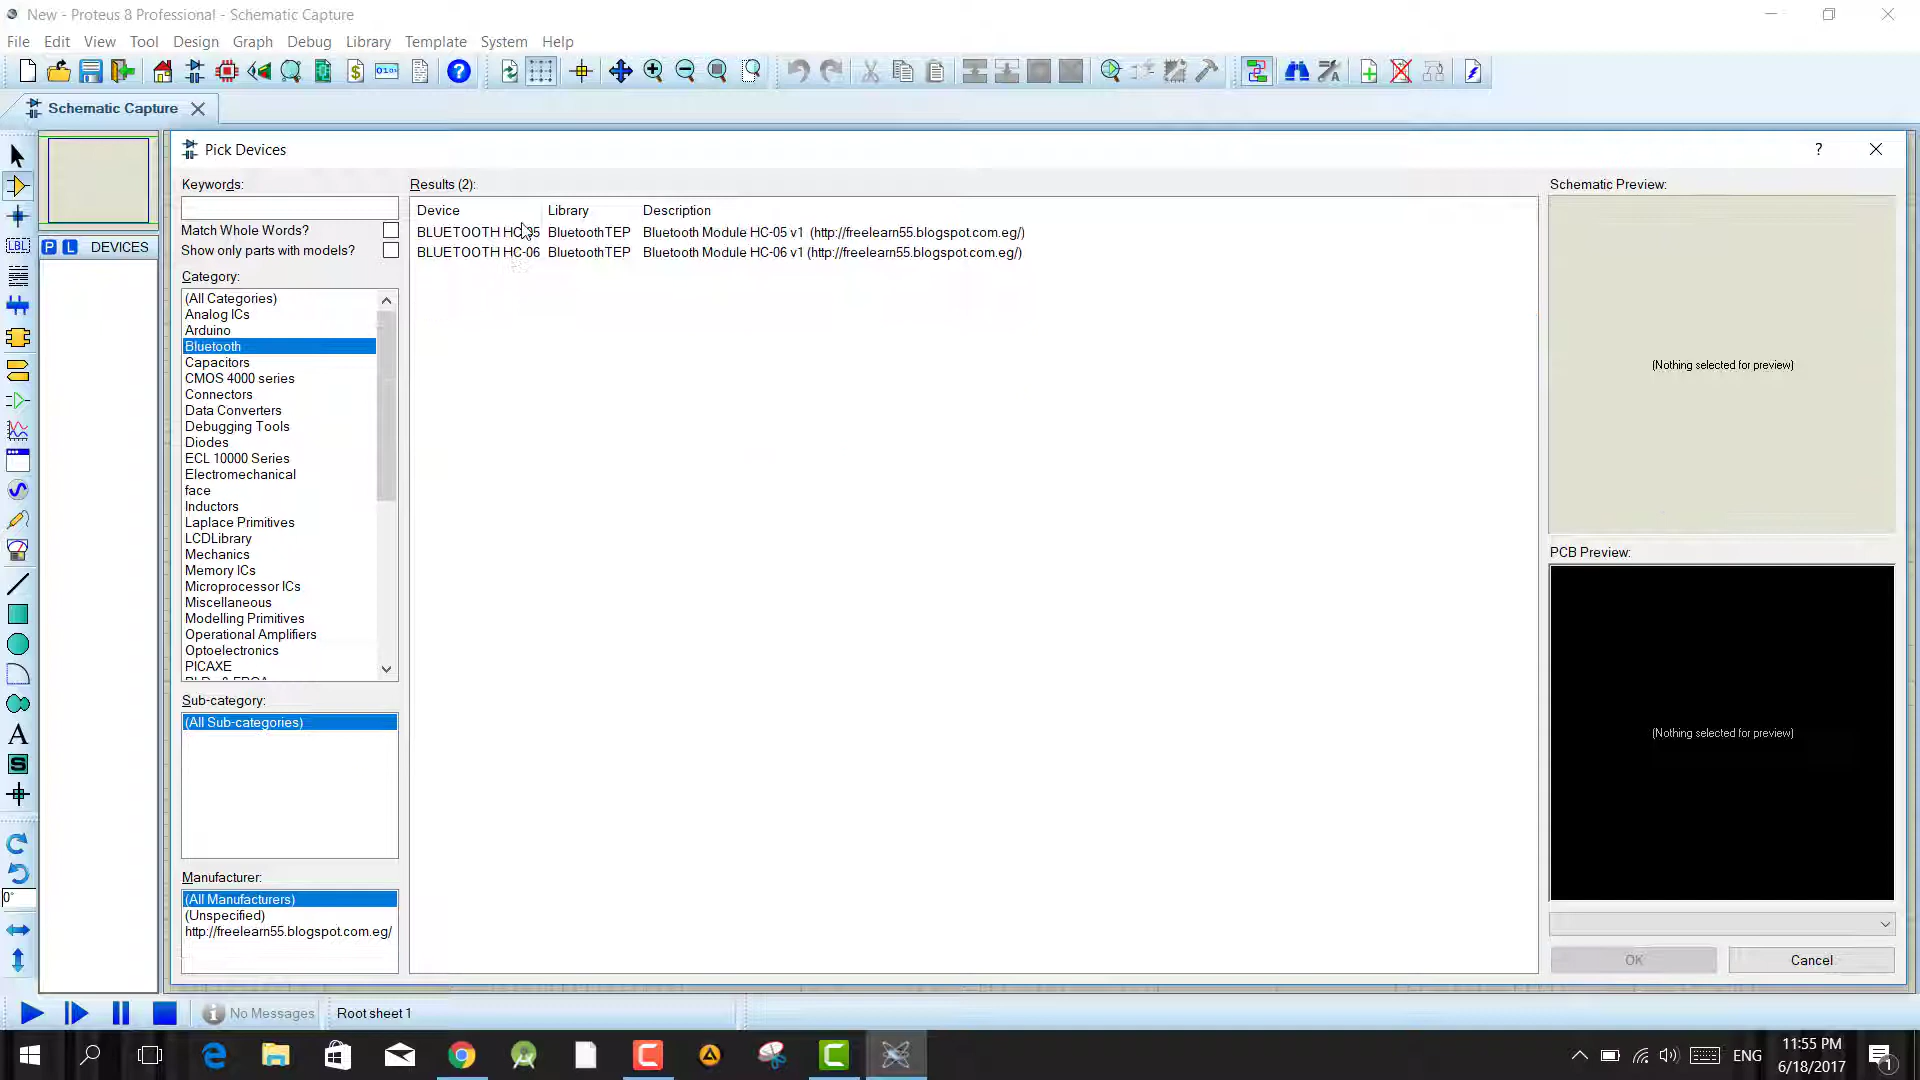 New - Proteus 8 Professional - Schematic Capture
File Edit View Tool Design Graph Debug Library Template System Help
Schematic Capture
Pick Devices
?
Keywords:
Match Whole Words?
Show only parts with models?
Category:
(All Categories)
Analog ICs
Arduino
Bluetooth
Capacitors
CMOS 4000 series
Connectors
Data Converters
Debugging Tools
Diodes
ECL 10000 Series
Electromechanical
face
Inductors
Laplace Primitives
LCDLibrary
Mechanics
Memory ICs
Microprocessor ICs
Miscellaneous
Modelling Primitives
Operational Amplifiers
Optoelectronics
PICAXE
Sub-category:
(All Sub-categories)
Manufacturer:
(All Manufacturers)
(Unspecified)
http://freelearn55.blogspot.com.eg/
Results (2):
Device Library Description
BLUETOOTH HC-05 BluetoothTEP Bluetooth Module HC-05 v1 (http://freelearn55.blogspot.com.eg/)
BLUETOOTH HC-06 BluetoothTEP Bluetooth Module HC-06 v1 (http://freelearn55.blogspot.com.eg/)
Schematic Preview:
(Nothing selected for preview)
PCB Preview:
(Nothing selected for preview)
OK Cancel
P L DEVICES
LBL
A
S
0°
No Messages
Root sheet 1
ENG
11:55 PM
6/18/2017
1